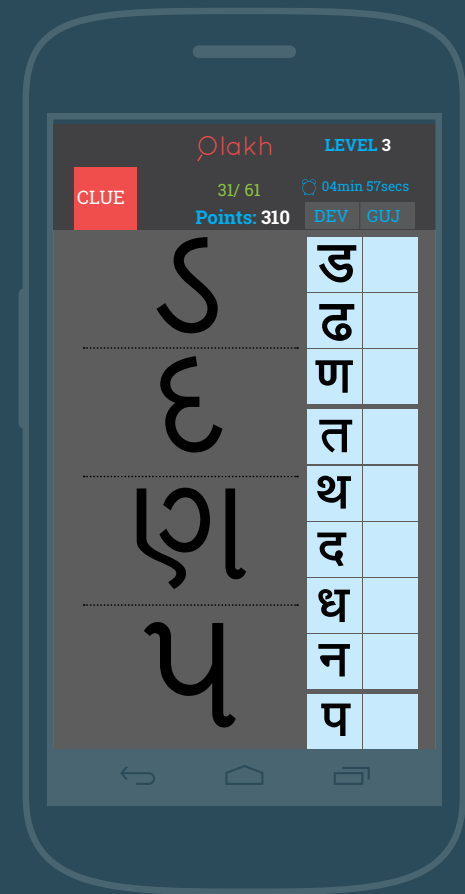 Olakh
LEVEL 3
CLUE
31/ 61
04min 57secs
Points: 310
DEV GUJ
ડ
દ
ણ
પ
ड
ढ
ण
त
थ
द
ध
न
प